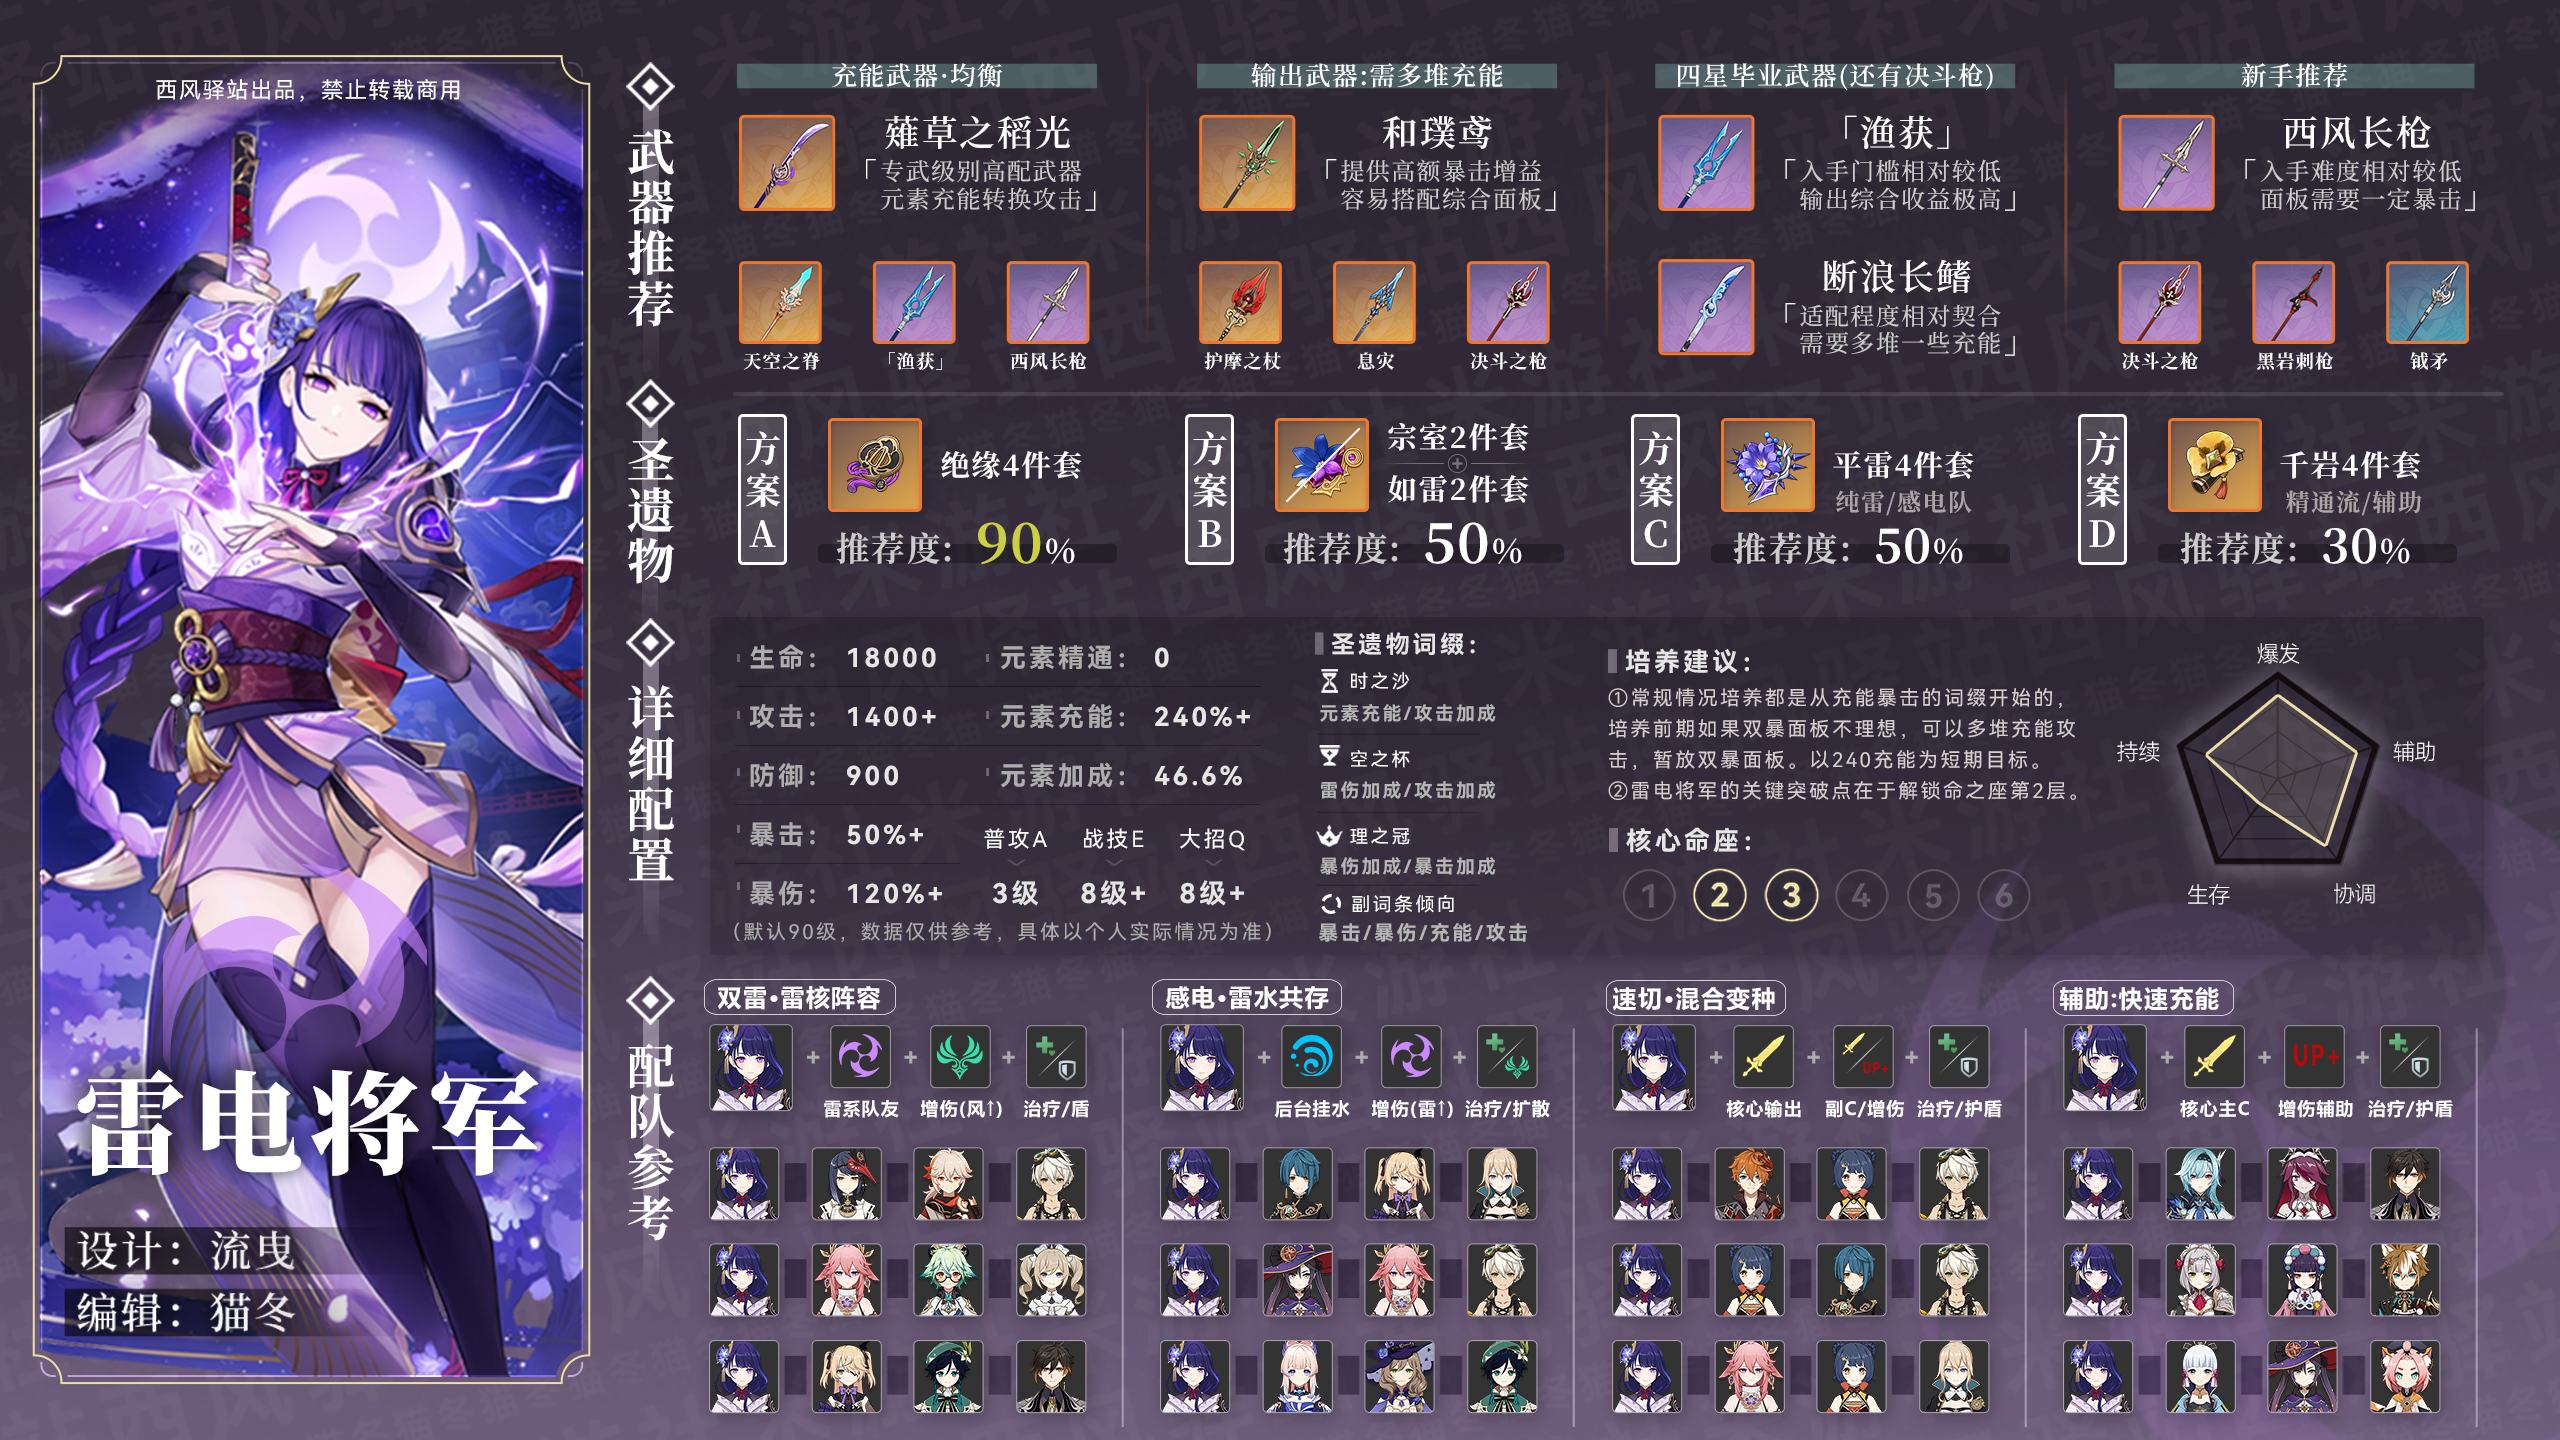 西风驿站出品，禁止转载商用
雷电将军
设计：流曳
编辑：猫冬
武器推荐
充能武器·均衡
薙草之稻光
「专武级别高配武器
元素充能转换攻击」
天空之脊
「渔获」
西风长枪
输出武器:需多堆充能
和璞鸢
「提供高额暴击增益
容易搭配综合面板」
护摩之杖
息灾
决斗之枪
四星毕业武器(还有决斗枪)
「渔获」
「入手门槛相对较低
输出综合收益极高」
断浪长鳍
「适配程度相对契合
需要多堆一些充能」
新手推荐
西风长枪
「入手难度相对较低
面板需要一定暴击」
决斗之枪
黑岩刺枪
钺矛
圣遗物
方案A
绝缘4件套
推荐度：90%
方案B
宗室2件套
如雷2件套
推荐度：50%
方案C
平雷4件套
纯雷/感电队
推荐度：50%
方案D
千岩4件套
精通流/辅助
推荐度：30%
详细配置
生命： 18000
元素精通： 0
攻击： 1400+
元素充能： 240%+
防御： 900
元素加成： 46.6%
暴击： 50%+
普攻A 战技E 大招Q
暴伤： 120%+
3级 8级+ 8级+
(默认90级，数据仅供参考，具体以个人实际情况为准)
圣遗物词缀：
时之沙
元素充能/攻击加成
空之杯
雷伤加成/攻击加成
理之冠
暴伤加成/暴击加成
副词条倾向
暴击/暴伤/充能/攻击
培养建议：
①常规情况培养都是从充能暴击的词缀开始的，
培养前期如果双暴面板不理想，可以多堆充能攻
击，暂放双暴面板。以240充能为短期目标。
②雷电将军的关键突破点在于解锁命之座第2层。
核心命座：
1 2 3 4 5 6
爆发
持续
辅助
生存
协调
配队参考
双雷·雷核阵容
雷系队友 增伤(风↑) 治疗/盾
感电·雷水共存
后台挂水 增伤(雷↑) 治疗/扩散
速切·混合变种
UP+
核心输出 副C/增伤 治疗/护盾
辅助:快速充能
UP+
核心主C 增伤辅助 治疗/护盾